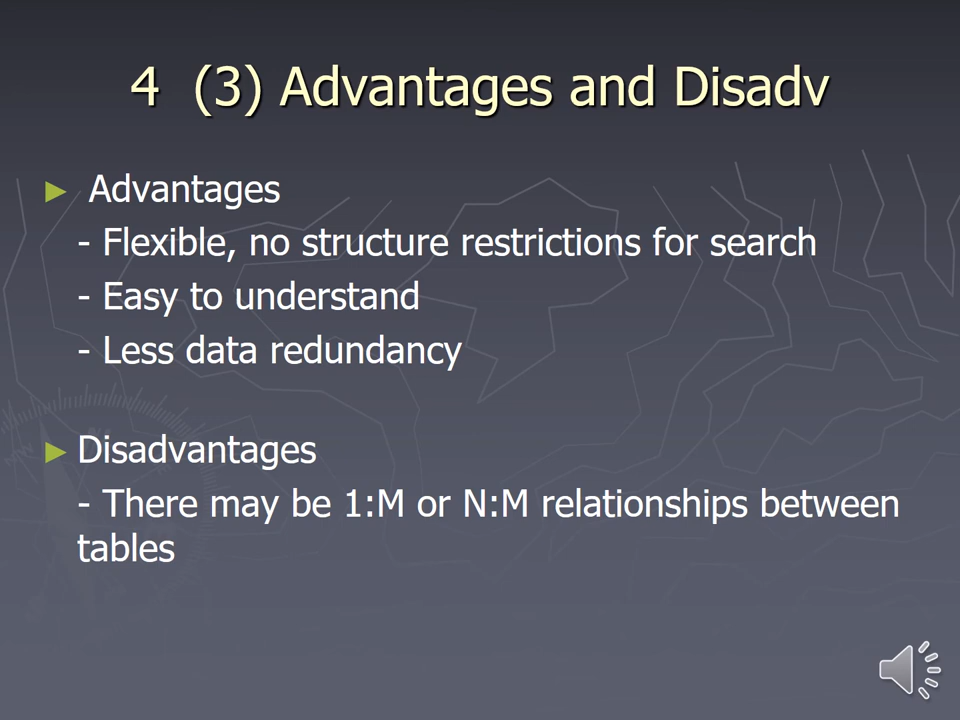 4 (3) Advantages and Disadv
► Advantages
- Flexible, no structure restrictions for search
- Easy to understand
- Less data redundancy
► Disadvantages
- There may be 1:M or N:M relationships between
tables